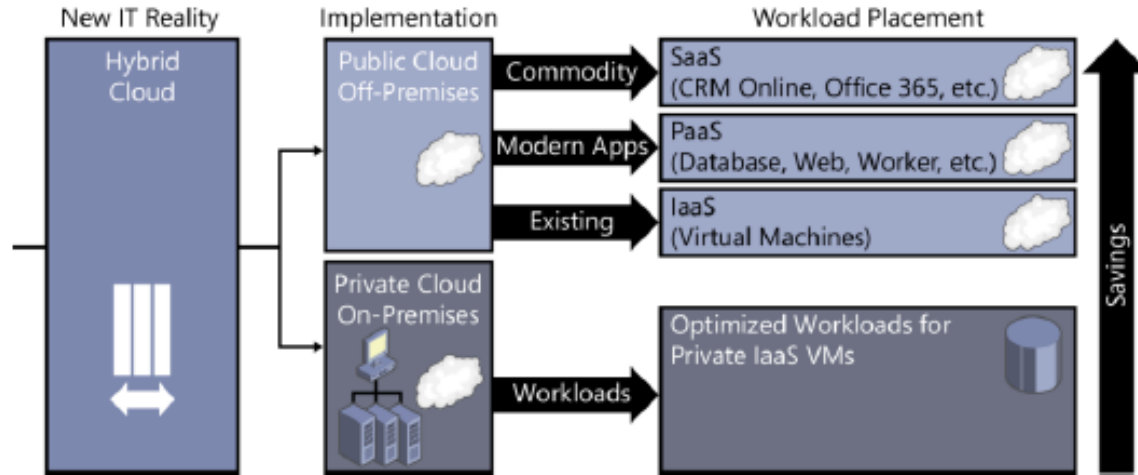 New IT Reality
Implementation
Workload Placement
Hybrid
Cloud
Public Cloud
Off-Premises
Commodity
SaaS
(CRM Online, Office 365, etc.)
Modern Apps
PaaS
(Database, Web, Worker, etc.)
Existing
IaaS
(Virtual Machines)
Private Cloud
On-Premises
Workloads
Optimized Workloads for
Private IaaS VMs
Savings